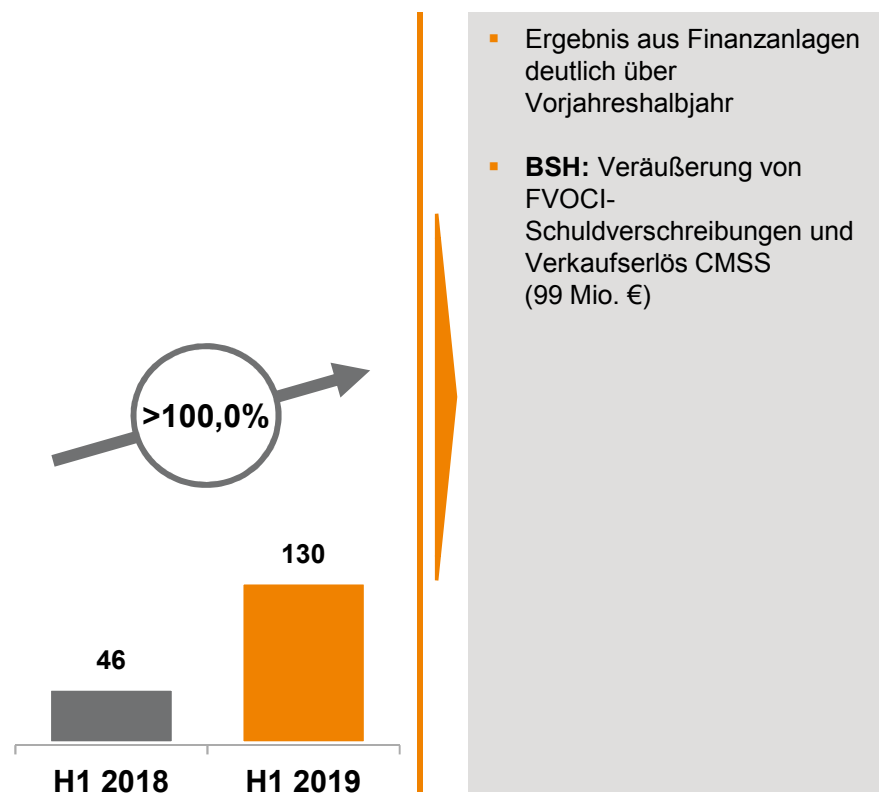 >100,0%
130
46
H1 2018
H1 2019
▪ Ergebnis aus Finanzanlagen
deutlich über
Vorjahreshalbjahr
▪ BSH: Veräußerung von
FVOCI-
Schuldverschreibungen und
Verkaufserlös CMSS
(99 Mio. €)